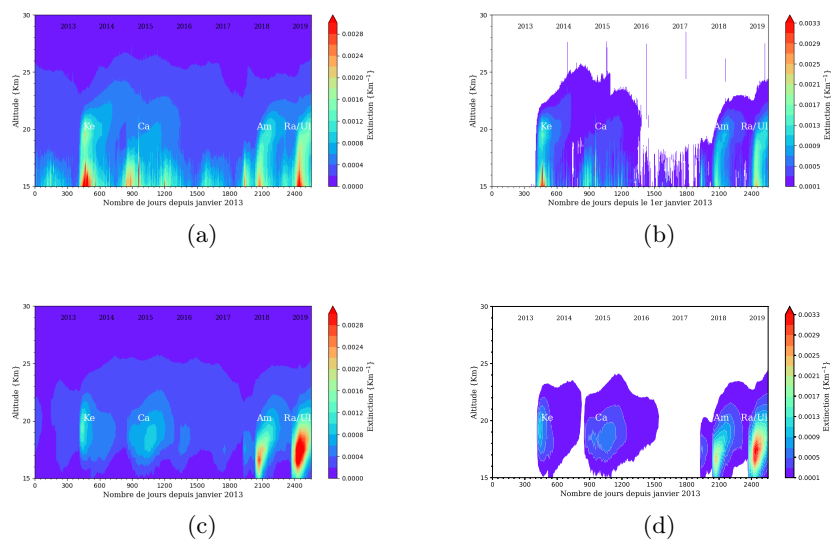 30
25
20
15
Altitude {Km}
2013 2014 2015 2016 2017 2018 2019
Ke Ca Am Ra/Ul
0 300 600 900 1200 1500 1800 2100 2400
Nombre de jours depuis janvier 2013
0.0028
0.0024
0.0020
0.0016
0.0012
0.0008
0.0004
0.0000
Extinction {Km⁻¹}
(a)
30
25
20
15
Altitude {Km}
2013 2014 2015 2016 2017 2018 2019
Ke Ca Am Ra/Ul
0 300 600 900 1200 1500 1800 2100 2400
Nombre de jours depuis le 1er janvier 2013
0.0033
0.0029
0.0025
0.0021
0.0017
0.0013
0.0009
0.0005
0.0001
Extinction {Km⁻¹}
(b)
30
25
20
15
Altitude {Km}
2013 2014 2015 2016 2017 2018 2019
Ke Ca Am Ra/Ul
0 300 600 900 1200 1500 1800 2100 2400
Nombre de jours depuis janvier 2013
0.0028
0.0024
0.0020
0.0016
0.0012
0.0008
0.0004
0.0000
Extinction {Km⁻¹}
(c)
30
25
20
15
Altitude {Km}
2013 2014 2015 2016 2017 2018 2019
Ke Ca Am Ra/Ul
0 300 600 900 1200 1500 1800 2100 2400
Nombre de jours depuis janvier 2013
0.0033
0.0029
0.0025
0.0021
0.0017
0.0013
0.0009
0.0005
0.0001
Extinction {Km⁻¹}
(d)